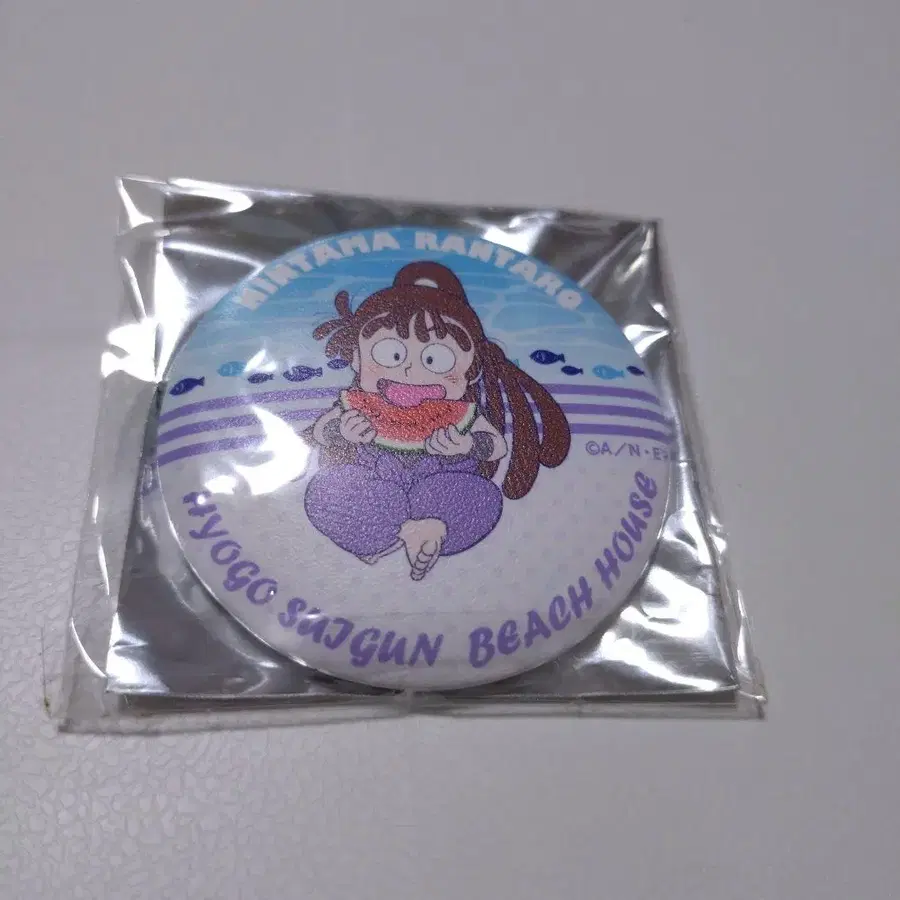 NINTAMA RANTARO
©A/N・E
HYOGO SUIGUN BEACH HOUSE